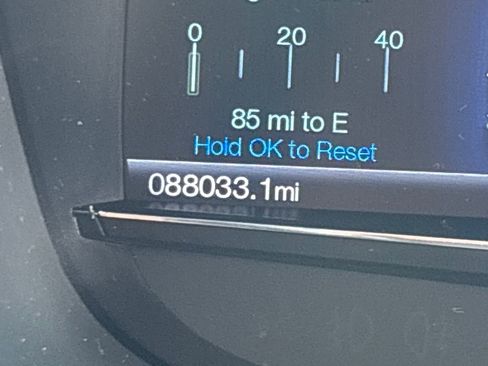 0 20 40
85 mi to E
Hold OK to Reset
088033.1mi